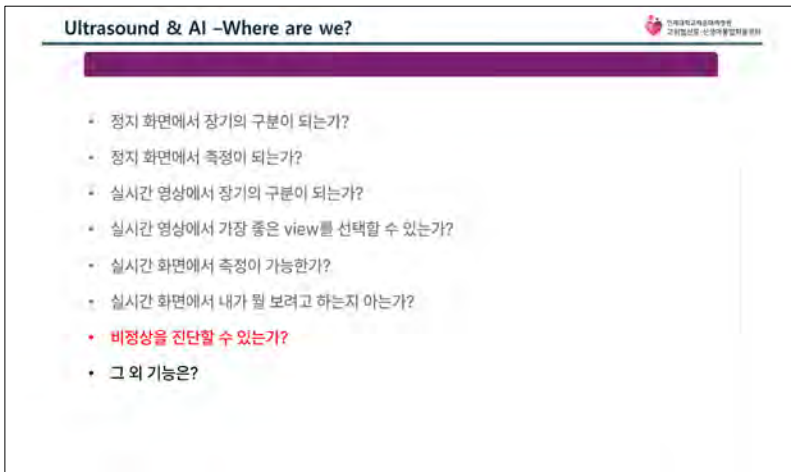 Ultrasound & AI –Where are we?
• 정지 화면에서 장기의 구분이 되는가?
• 정지 화면에서 측정이 되는가?
• 실시간 영상에서 장기의 구분이 되는가?
• 실시간 영상에서 가장 좋은 view를 선택할 수 있는가?
• 실시간 화면에서 측정이 가능한가?
• 실시간 화면에서 내가 뭘 보려고 하는지 아는가?
• 비정상을 진단할 수 있는가?
• 그 외 기능은?